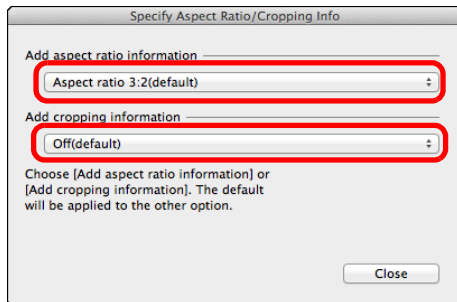 Specify Aspect Ratio/Cropping Info
Add aspect ratio information
Aspect ratio 3:2(default)
Add cropping information
Off(default)
Choose [Add aspect ratio information] or
[Add cropping information]. The default
will be applied to the other option.
Close